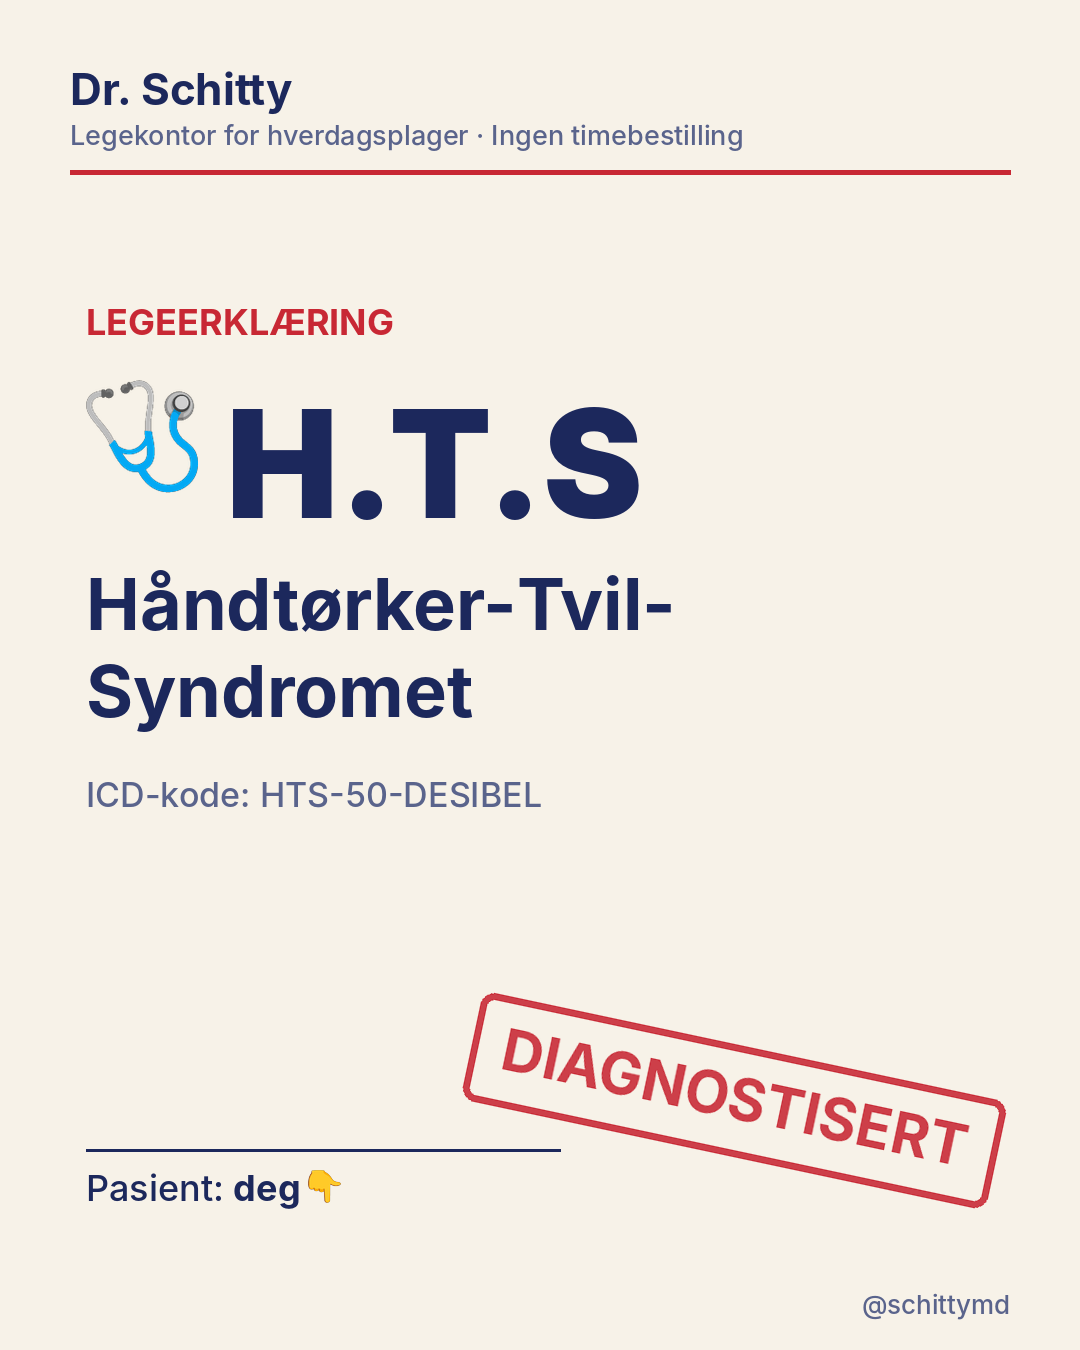 Dr. Schitty
Legekontor for hverdagsplager · Ingen timebestilling
LEGEERKLÆRING
H.T.S
Håndtørker-Tvil-
Syndromet
ICD-kode: HTS-50-DESIBEL
DIAGNOSTISERT
Pasient: deg👇
@schittymd